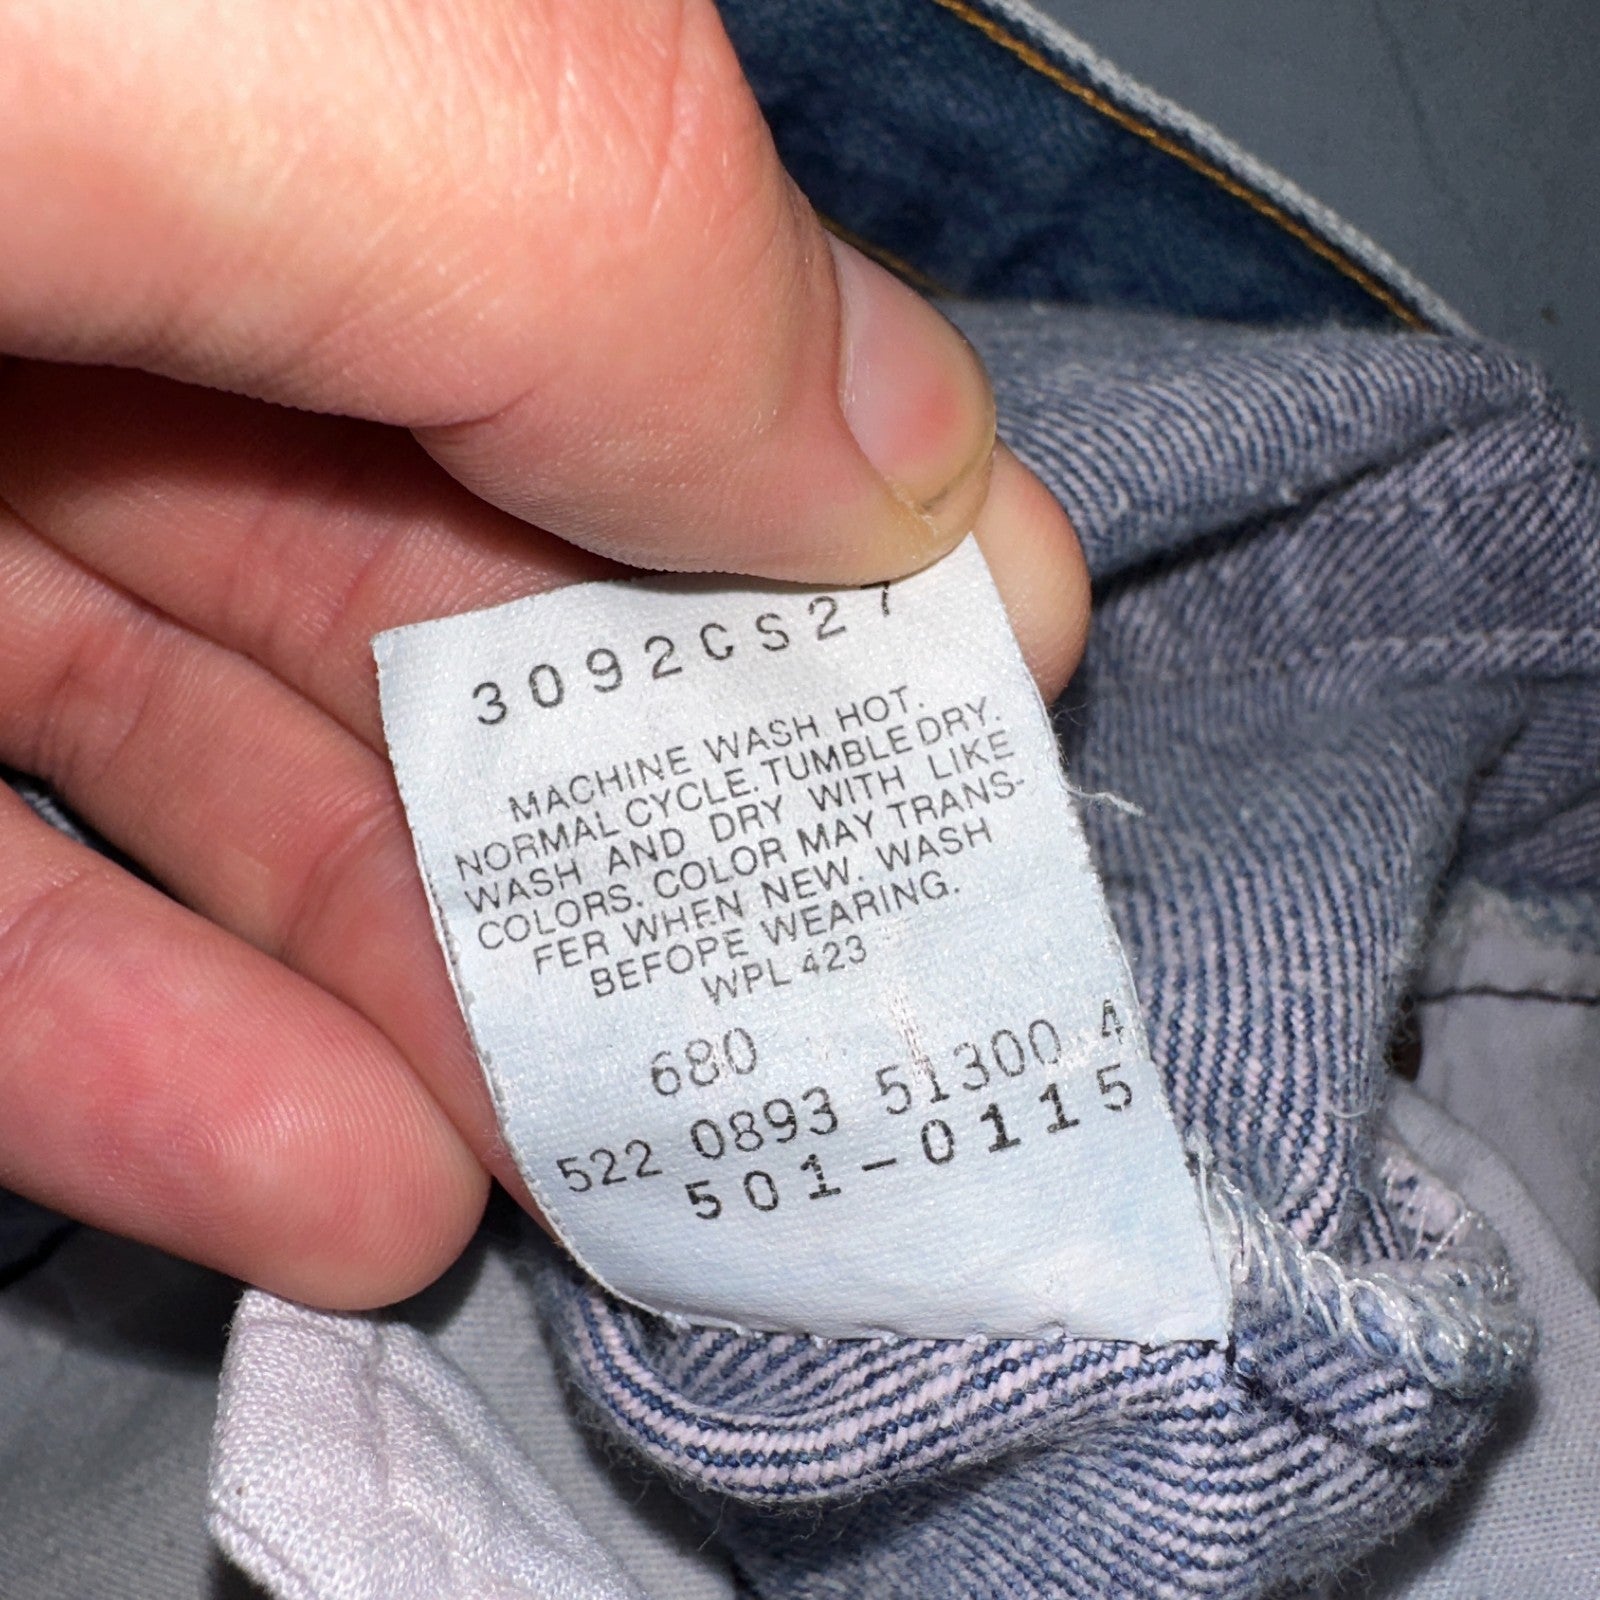 3092CS27
MACHINE WASH HOT.
NORMAL CYCLE. TUMBLE DRY.
WASH AND DRY WITH LIKE
COLORS. COLOR MAY TRANS-
FER WHEN NEW. WASH
BEFOPE WEARING.
WPL 423
680
522 0893 51300 4
501-0115